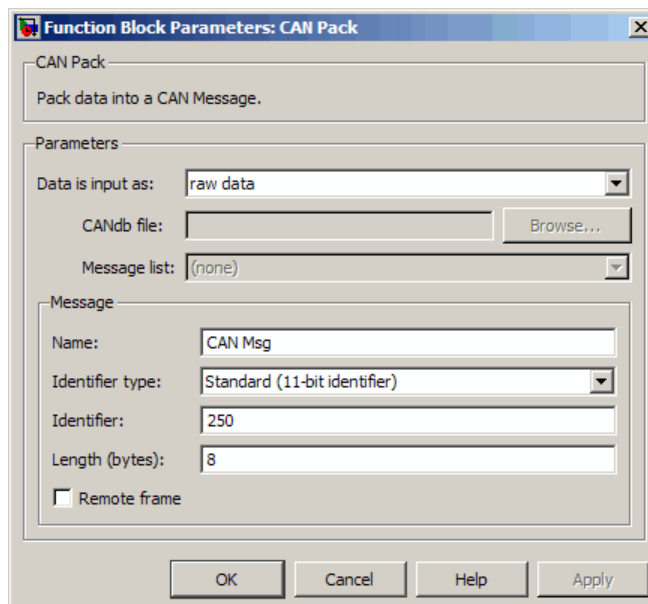 Function Block Parameters: CAN Pack
CAN Pack
Pack data into a CAN Message.
Parameters
Data is input as: raw data
CANdb file: Browse...
Message list: (none)
Message
Name: CAN Msg
Identifier type: Standard (11-bit identifier)
Identifier: 250
Length (bytes): 8
Remote frame
OK Cancel Help Apply